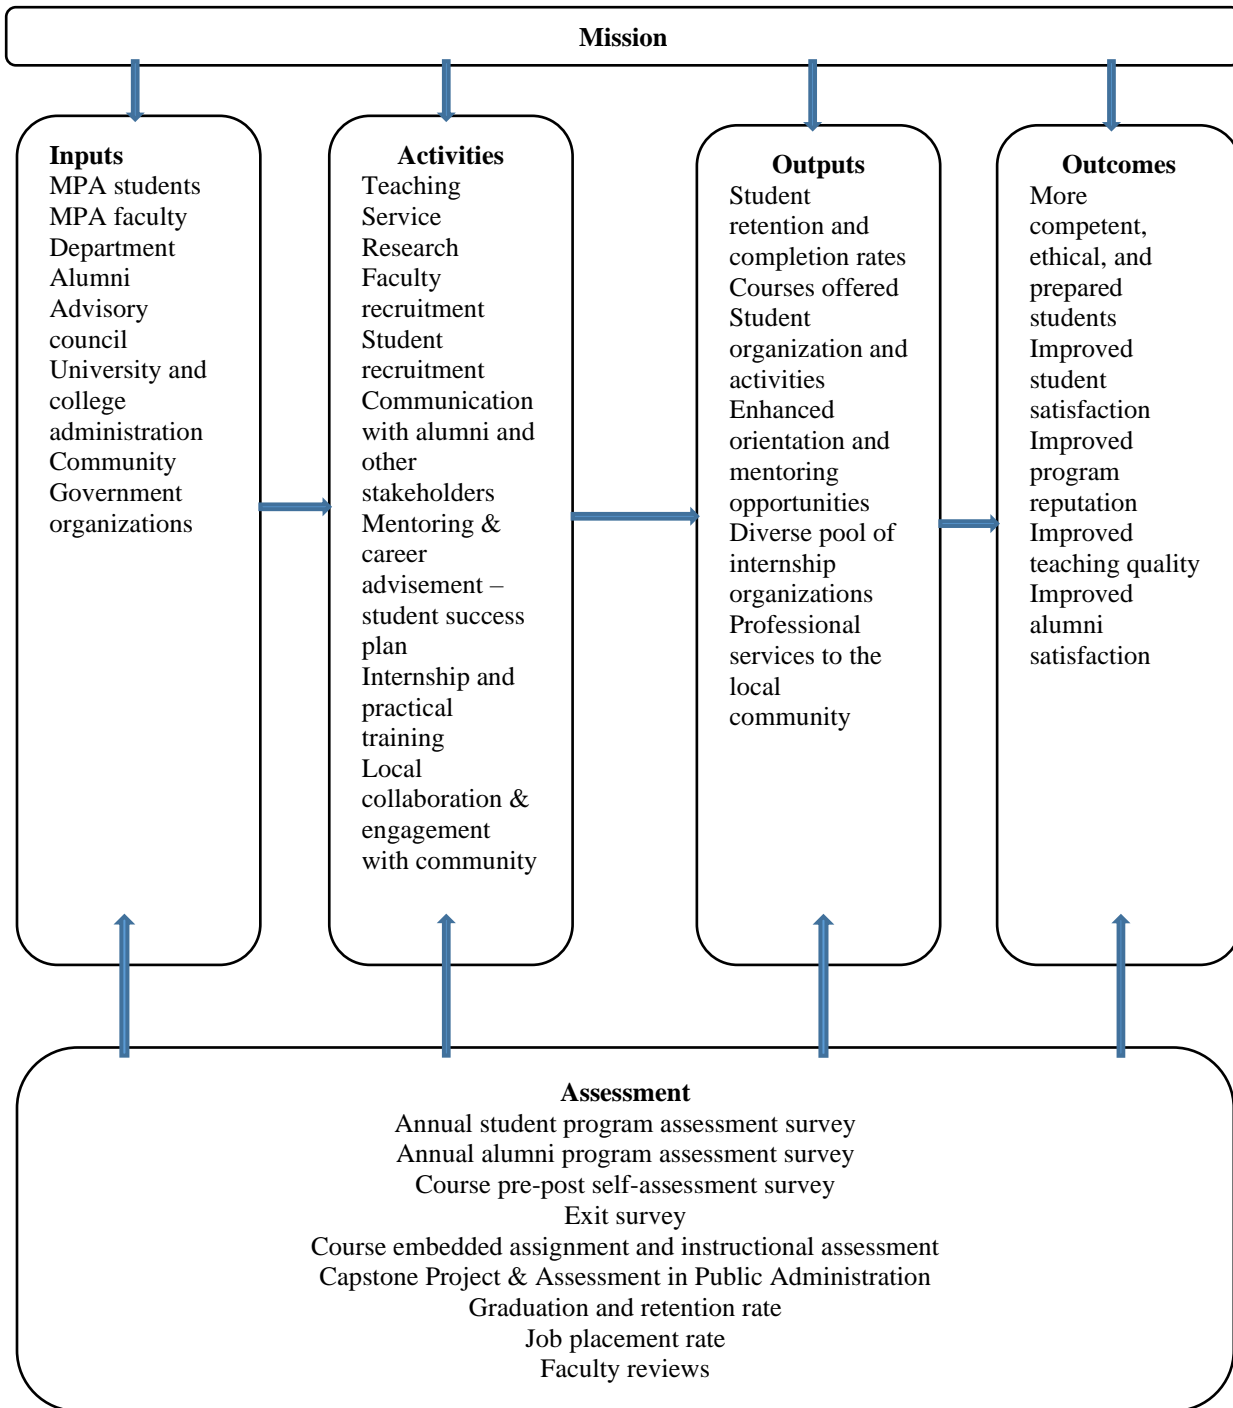 Mission
Inputs
MPA students
MPA faculty
Department
Alumni
Advisory
council
University and
college
administration
Community
Government
organizations
Activities
Teaching
Service
Research
Faculty
recruitment
Student
recruitment
Communication
with alumni and
other
stakeholders
Mentoring &
career
advisement –
student success
plan
Internship and
practical
training
Local
collaboration &
engagement
with community
Outputs
Student
retention and
completion rates
Courses offered
Student
organization and
activities
Enhanced
orientation and
mentoring
opportunities
Diverse pool of
internship
organizations
Professional
services to the
local
community
Outcomes
More
competent,
ethical, and
prepared
students
Improved
student
satisfaction
Improved
program
reputation
Improved
teaching quality
Improved
alumni
satisfaction
Assessment
Annual student program assessment survey
Annual alumni program assessment survey
Course pre-post self-assessment survey
Exit survey
Course embedded assignment and instructional assessment
Capstone Project & Assessment in Public Administration
Graduation and retention rate
Job placement rate
Faculty reviews